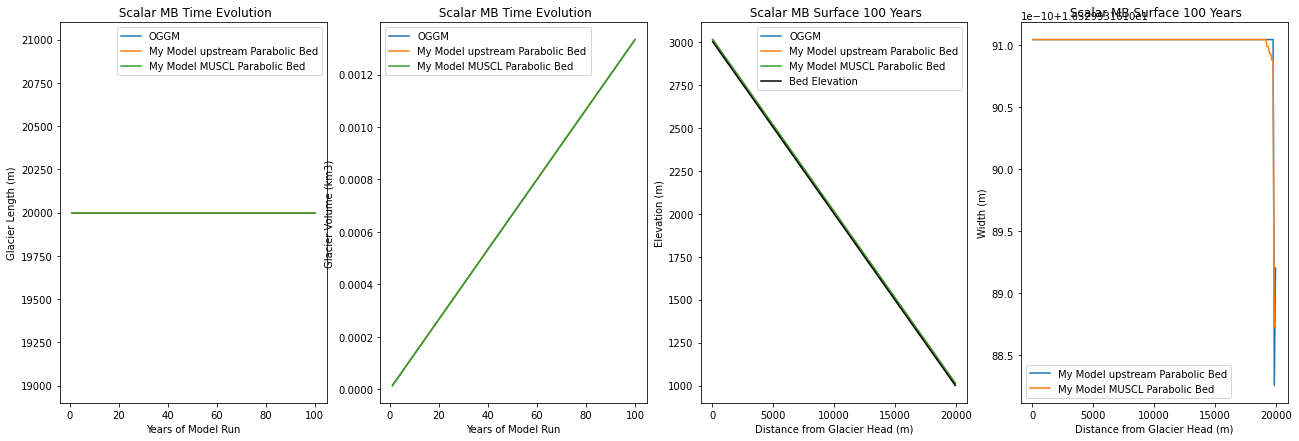 Scalar MB Time Evolution
21000
20750
20500
20250
20000
19750
19500
19250
19000
Glacier Length (m)
OGGM
My Model upstream Parabolic Bed
My Model MUSCL Parabolic Bed
0 20 40 60 80 100
Years of Model Run
Scalar MB Time Evolution
0.0012
0.0010
0.0008
0.0006
0.0004
0.0002
0.0000
Glacier Volume (km3)
OGGM
My Model upstream Parabolic Bed
My Model MUSCL Parabolic Bed
0 20 40 60 80 100
Years of Model Run
Scalar MB Surface 100 Years
3000
2750
2500
2250
2000
1750
1500
1250
1000
Elevation (m)
OGGM
My Model upstream Parabolic Bed
My Model MUSCL Parabolic Bed
Bed Elevation
0 5000 10000 15000 20000
Distance from Glacier Head (m)
Scalar MB Surface 100 Years
91.0
90.5
90.0
89.5
89.0
88.5
Width (m)
My Model upstream Parabolic Bed
My Model MUSCL Parabolic Bed
0 5000 10000 15000 20000
Distance from Glacier Head (m)